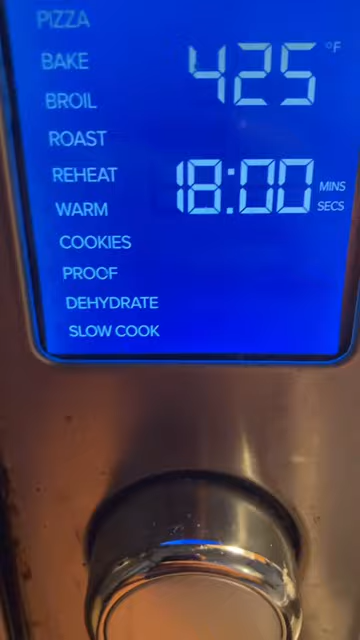 PIZZA
BAKE
425 °F
BROIL
ROAST
REHEAT
18:00 MINS
SECS
WARM
COOKIES
PROOF
DEHYDRATE
SLOW COOK